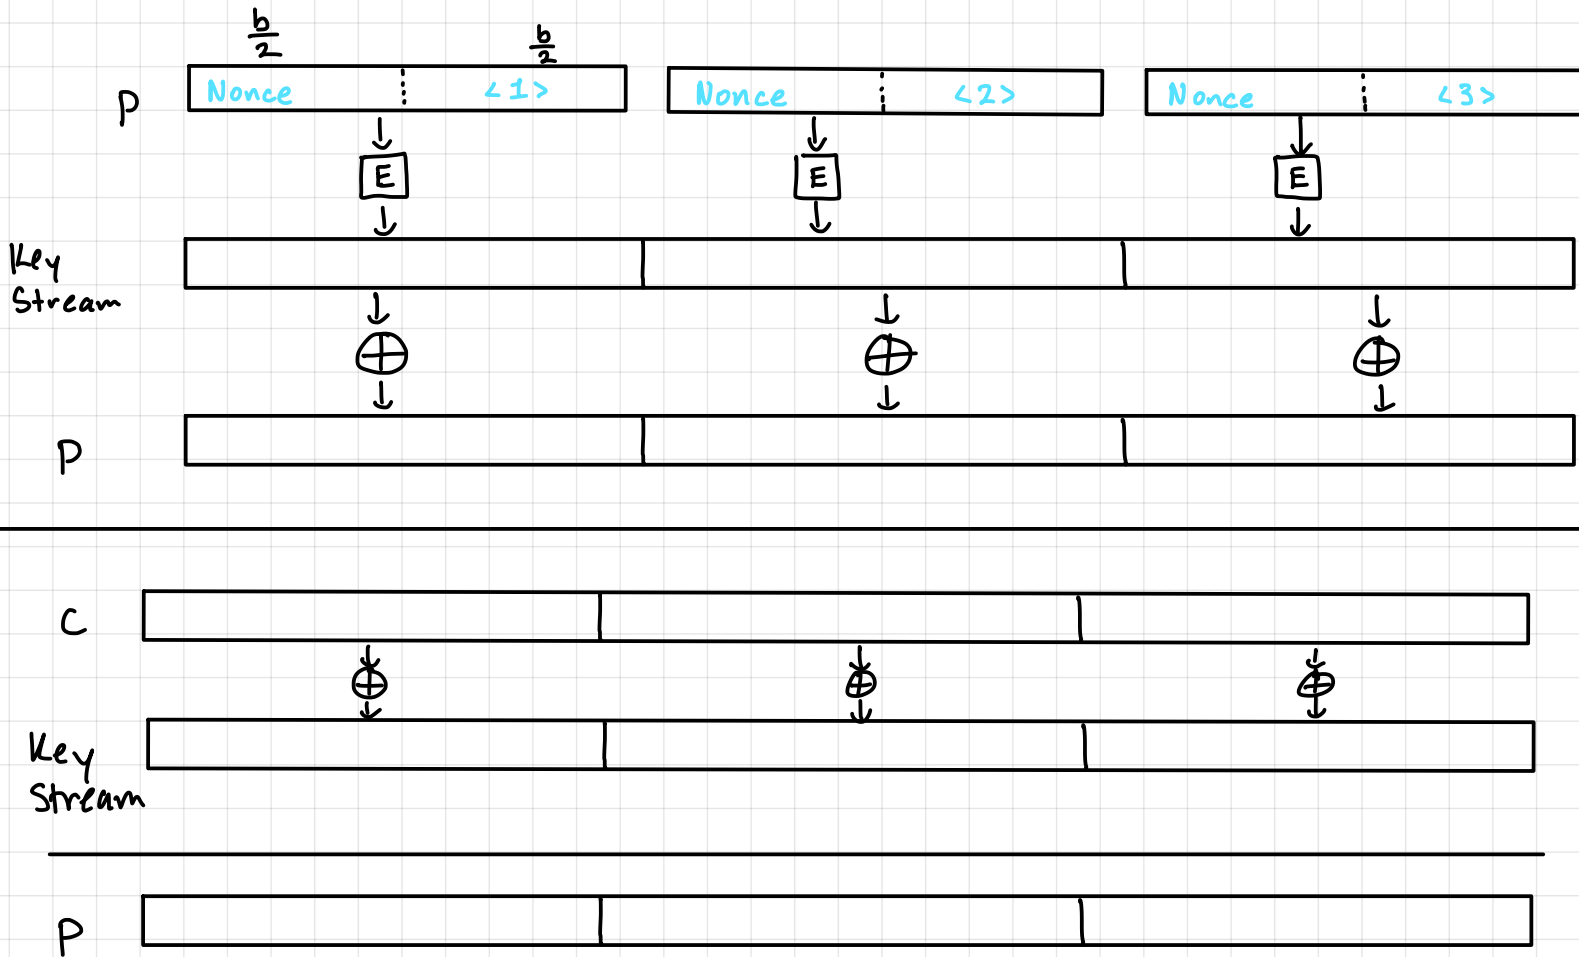 b/2 b/2
P Nonce <1> Nonce <2> Nonce <3>
E E E
Key
Stream
P
C
Key
Stream
P